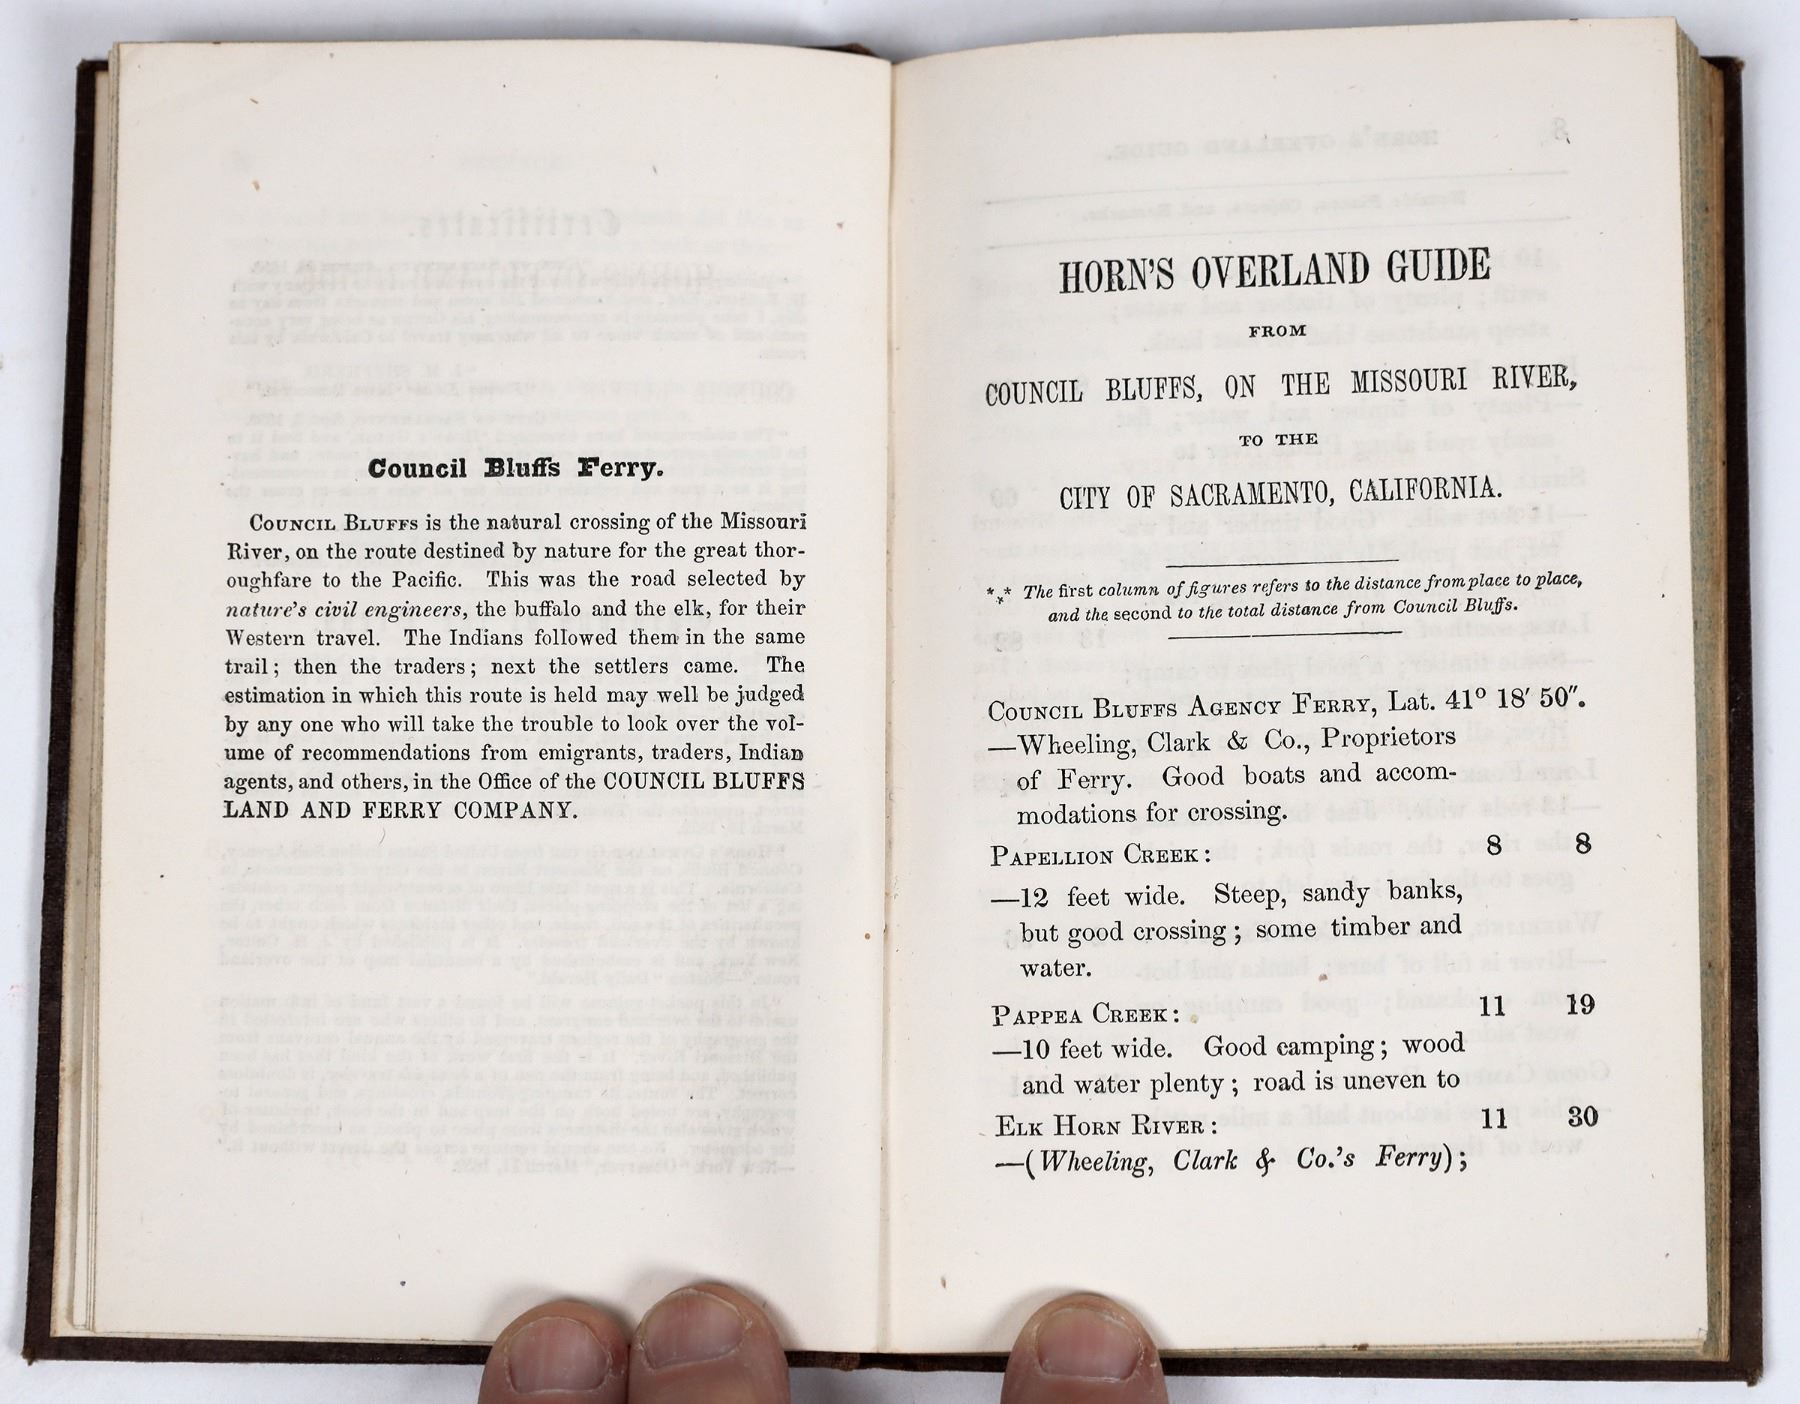 Council Bluffs Ferry.
COUNCIL BLUFFS is the natural crossing of the Missouri
River, on the route destined by nature for the great thor-
oughfare to the Pacific. This was the road selected by
nature's civil engineers, the buffalo and the elk, for their
Western travel. The Indians followed them in the same
trail; then the traders; next the settlers came. The
estimation in which this route is held may well be judged
by any one who will take the trouble to look over the vol-
ume of recommendations from emigrants, traders, Indian
agents, and others, in the Office of the COUNCIL BLUFFS
LAND AND FERRY COMPANY.
HORN'S OVERLAND GUIDE
FROM
COUNCIL BLUFFS, ON THE MISSOURI RIVER,
TO THE
CITY OF SACRAMENTO, CALIFORNIA.
*** The first column of figures refers to the distance from place to place,
and the second to the total distance from Council Bluffs.
COUNCIL BLUFFS AGENCY FERRY, Lat. 41° 18′ 50″.
—Wheeling, Clark & Co., Proprietors
of Ferry. Good boats and accom-
modations for crossing.
PAPELLION CREEK: 8 8
—12 feet wide. Steep, sandy banks,
but good crossing; some timber and
water.
PAPPEA CREEK: 11 19
—10 feet wide. Good camping; wood
and water plenty; road is uneven to
ELK HORN RIVER: 11 30
—(Wheeling, Clark & Co.'s Ferry);